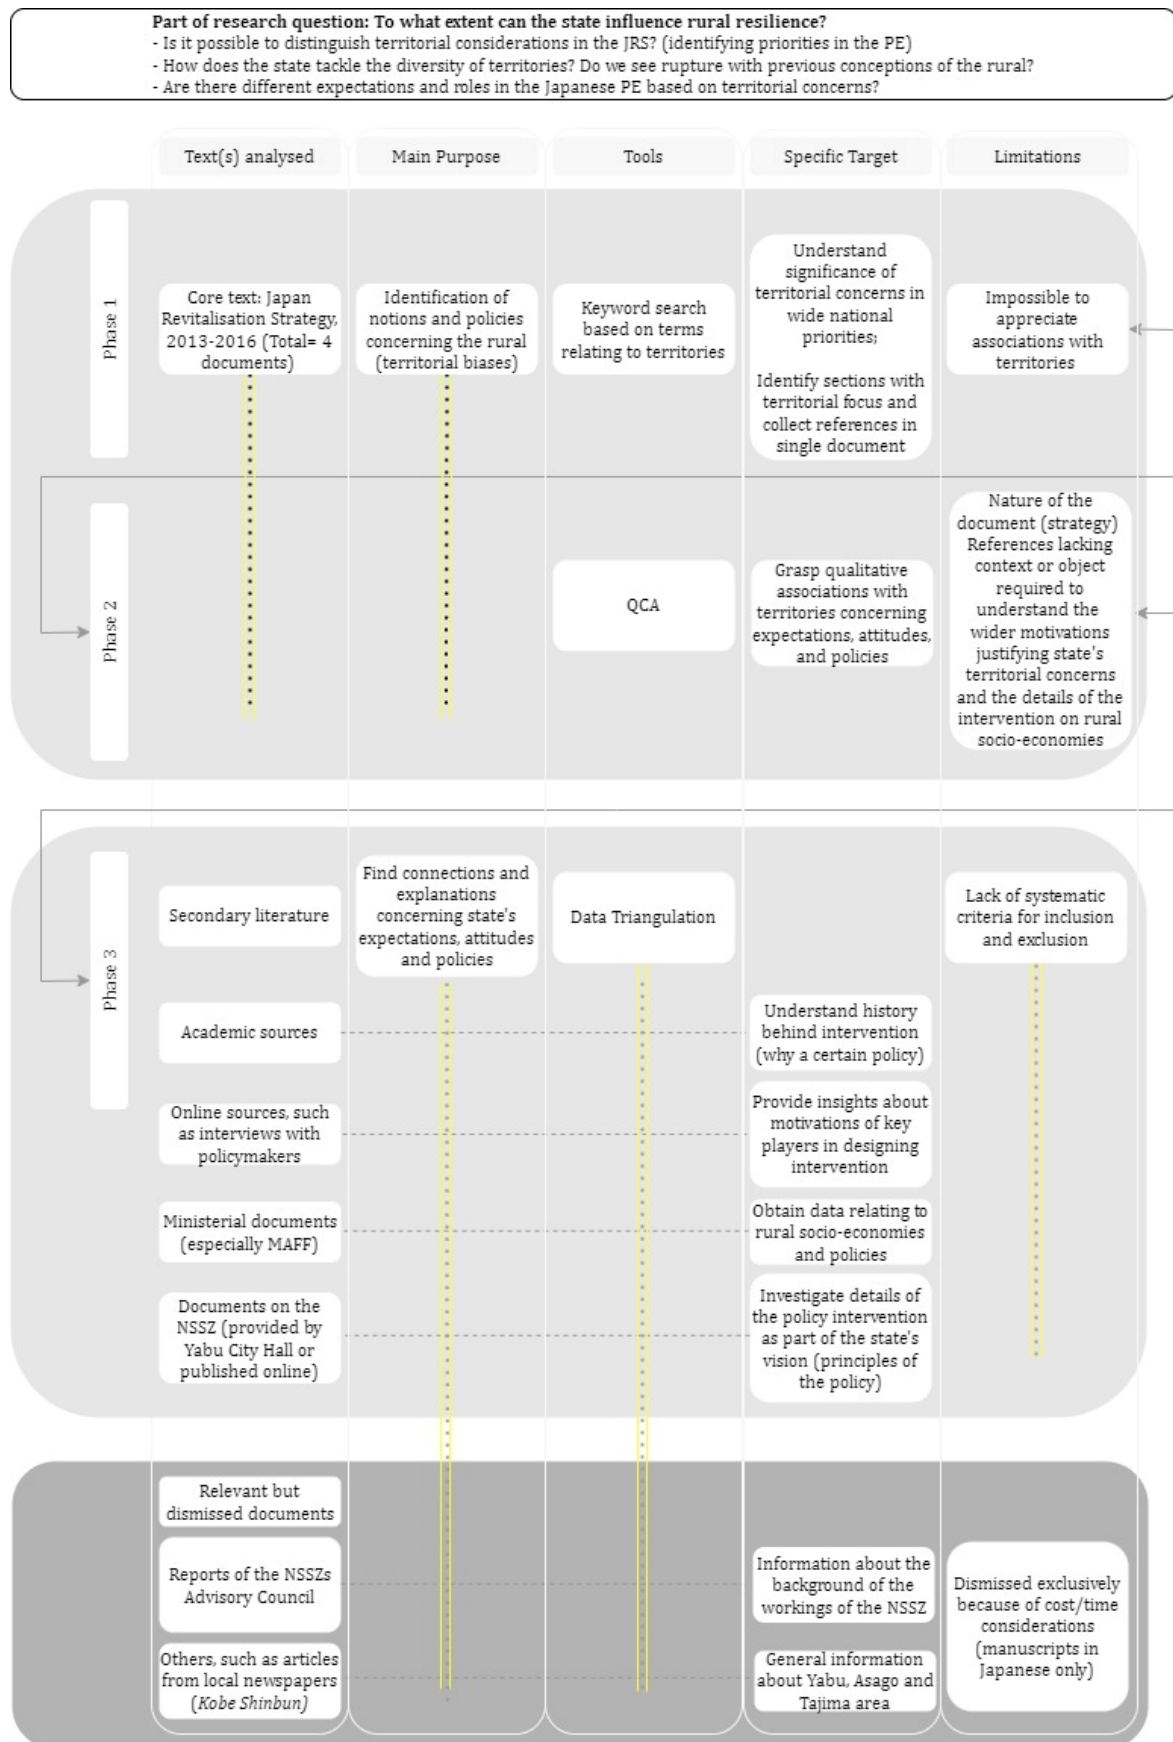 Part of research question: To what extent can the state influence rural resilience?
- Is it possible to distinguish territorial considerations in the JRS? (identifying priorities in the PE)
- How does the state tackle the diversity of territories? Do we see rupture with previous conceptions of the rural?
- Are there different expectations and roles in the Japanese PE based on territorial concerns?
Text(s) analysed
Main Purpose
Tools
Specific Target
Limitations
Phase 1
Core text: Japan
Revitalisation Strategy,
2013-2016 (Total= 4
documents)
Identification of
notions and policies
concerning the rural
(territorial biases)
Keyword search
based on terms
relating to territories
Understand
significance of
territorial concerns in
wide national
priorities;
Identify sections with
territorial focus and
collect references in
single document
Impossible to
appreciate
associations with
territories
Phase 2
QCA
Grasp qualitative
associations with
territories concerning
expectations, attitudes,
and policies
Nature of the
document (strategy)
References lacking
context or object
required to
understand the
wider motivations
justifying state's
territorial concerns
and the details of the
intervention on rural
socio-economies
Phase 3
Secondary literature
Find connections and
explanations
concerning state's
expectations, attitudes
and policies
Data Triangulation
Lack of systematic
criteria for inclusion
and exclusion
Academic sources
Understand history
behind intervention
(why a certain policy)
Online sources, such
as interviews with
policymakers
Provide insights about
motivations of key
players in designing
intervention
Ministerial documents
(especially MAFF)
Obtain data relating to
rural socio-economies
and policies
Documents on the
NSSZ (provided by
Yabu City Hall or
published online)
Investigate details of
the policy intervention
as part of the state's
vision (principles of
the policy)
Relevant but
dismissed documents
Reports of the NSSZs
Advisory Council
Information about the
background of the
workings of the NSSZ
Dismissed exclusively
because of cost/time
considerations
(manuscripts in
Japanese only)
Others, such as articles
from local newspapers
(Kobe Shinbun)
General information
about Yabu, Asago and
Tajima area